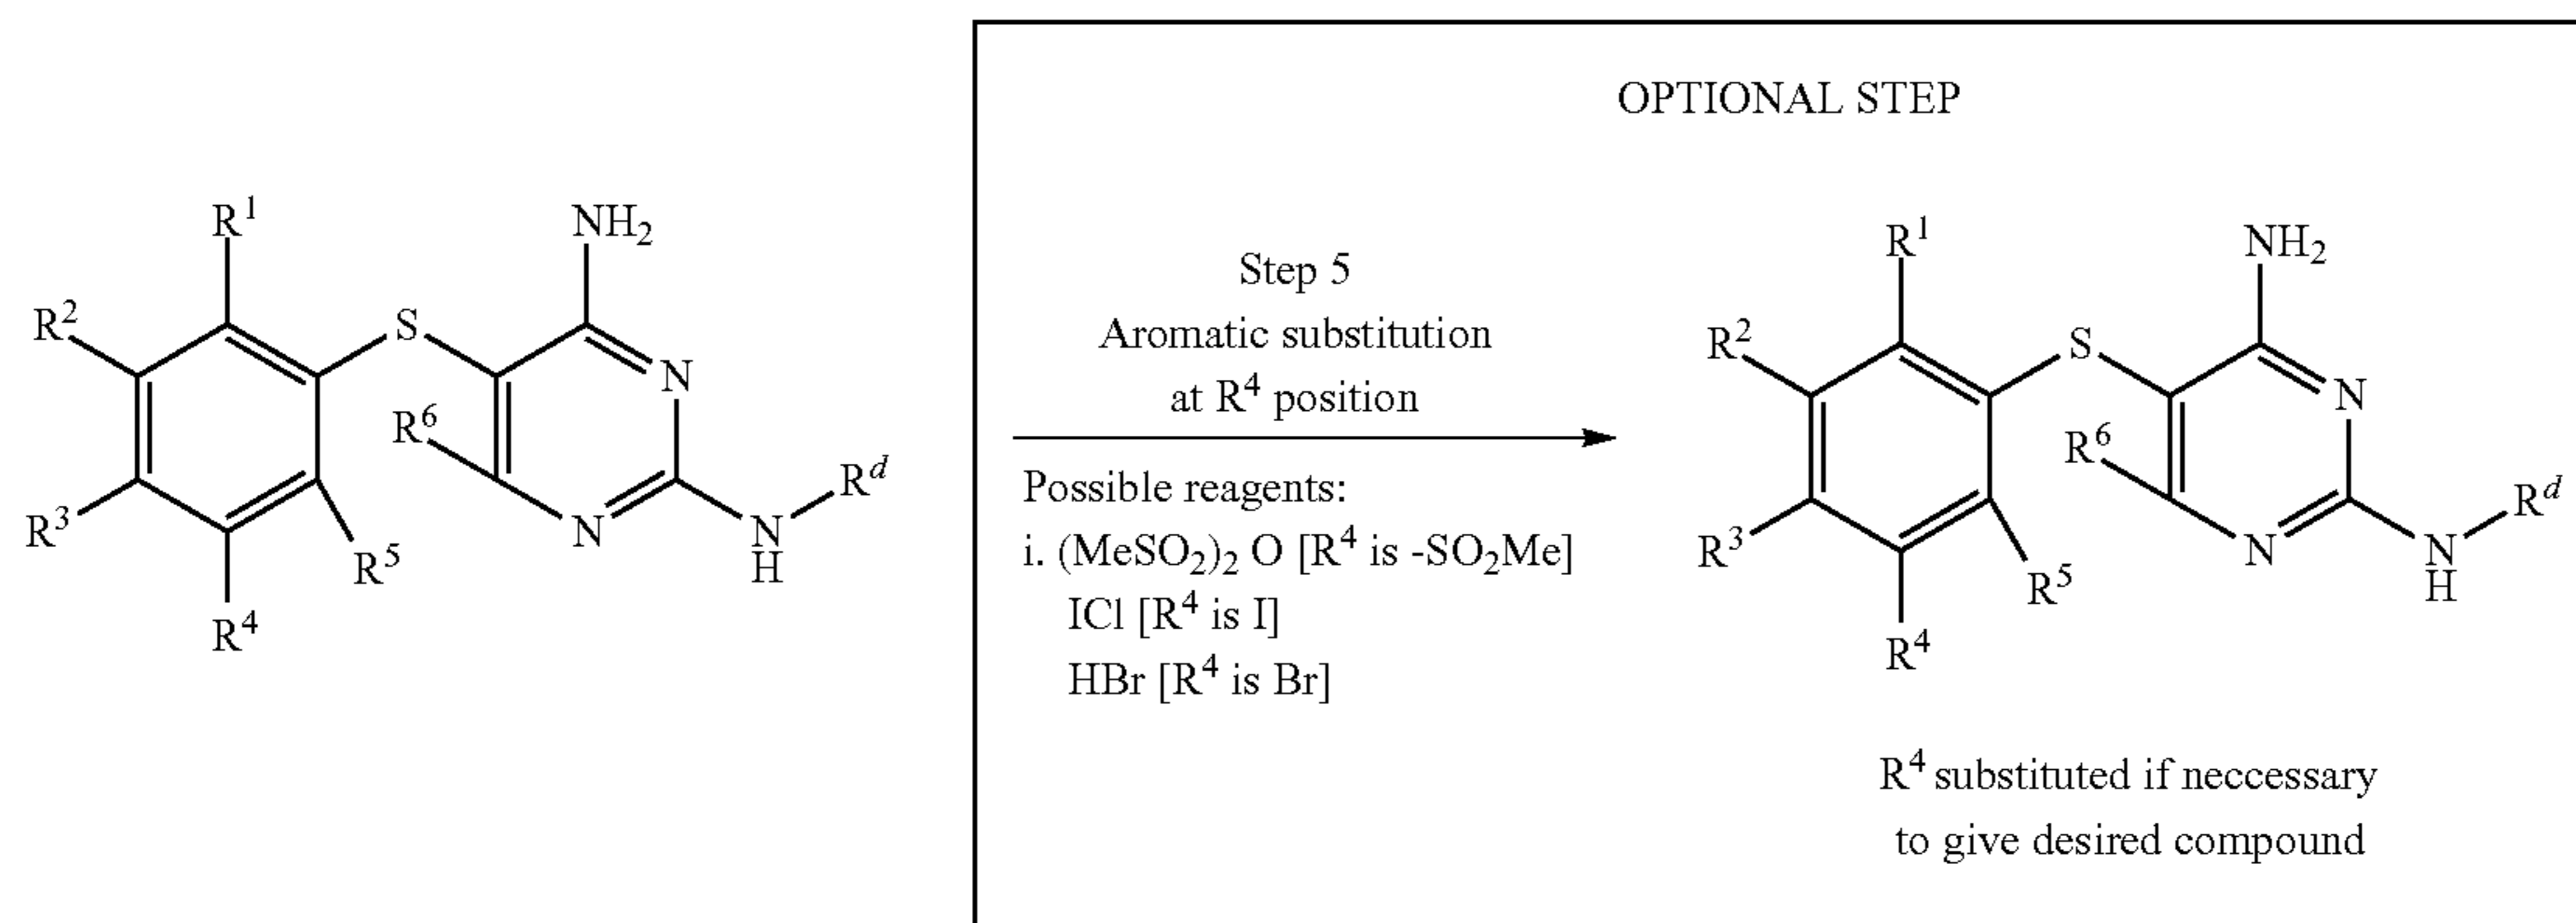 OPTIONAL STEP
R¹
NH₂
R²
S
N
R⁶
R³
N
N
H
Rᵈ
R⁵
R⁴
Step 5
Aromatic substitution
at R⁴ position
Possible reagents:
i. (MeSO₂)₂ O [R⁴ is -SO₂Me]
ICl [R⁴ is I]
HBr [R⁴ is Br]
R¹
NH₂
R²
S
N
R⁶
R³
N
N
H
Rᵈ
R⁵
R⁴
R⁴ substituted if neccessary
to give desired compound